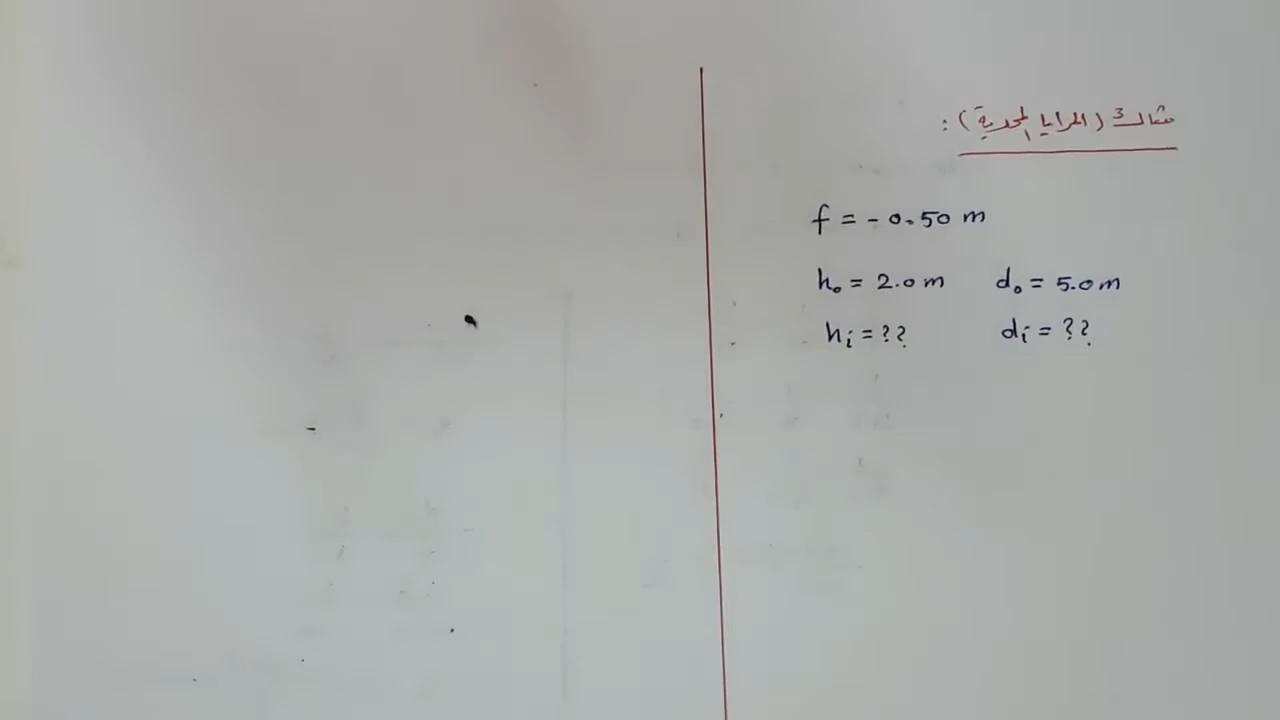 مثال 3 (المرايا المحدبة) :
f = - 0.50 m
h₀ = 2.0 m d₀ = 5.0 m
hᵢ = ?? dᵢ = ??